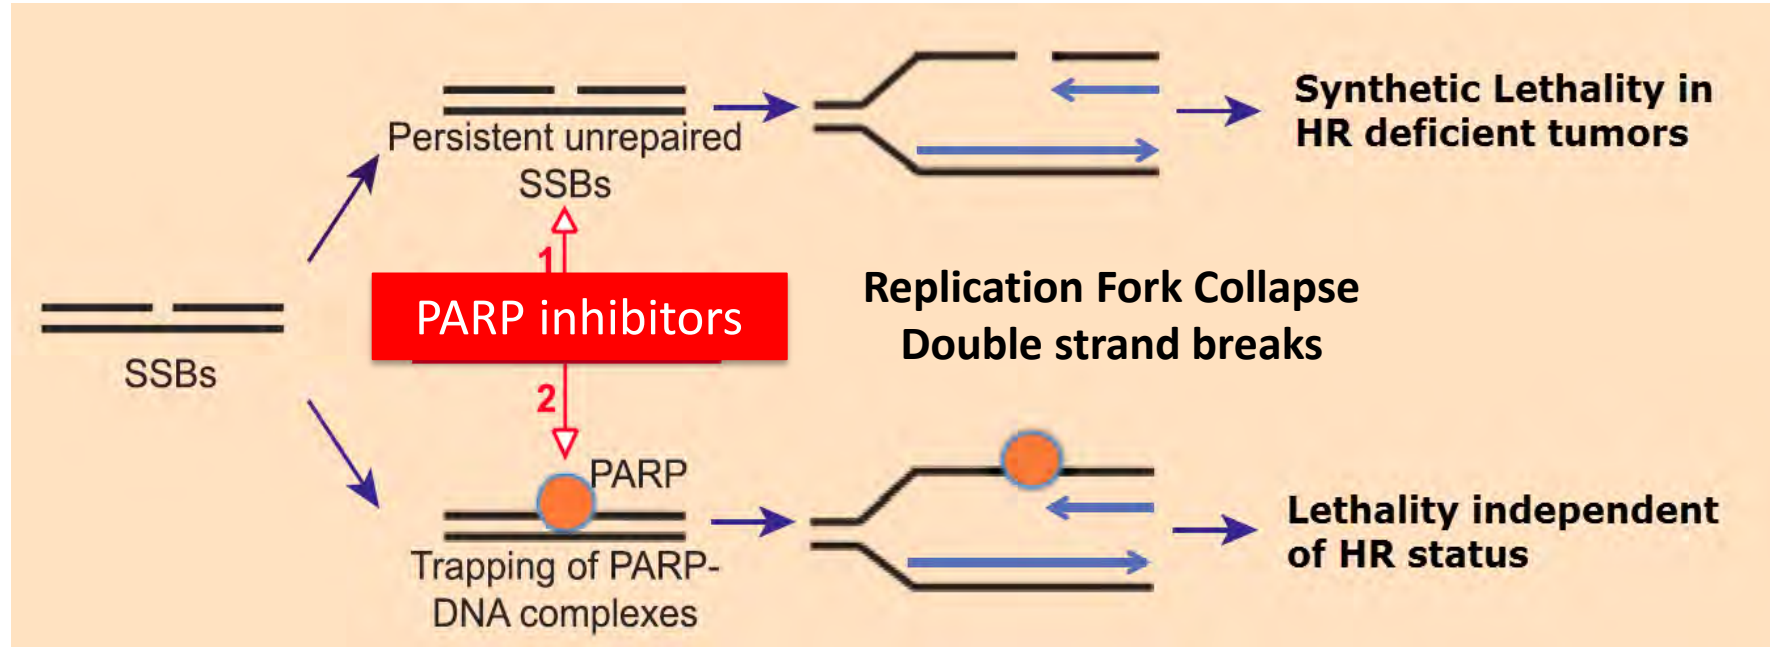 Persistent unrepaired
SSBs
Synthetic Lethality in
HR deficient tumors
1
PARP inhibitors
Replication Fork Collapse
Double strand breaks
SSBs
2
PARP
Trapping of PARP-
DNA complexes
Lethality independent
of HR status